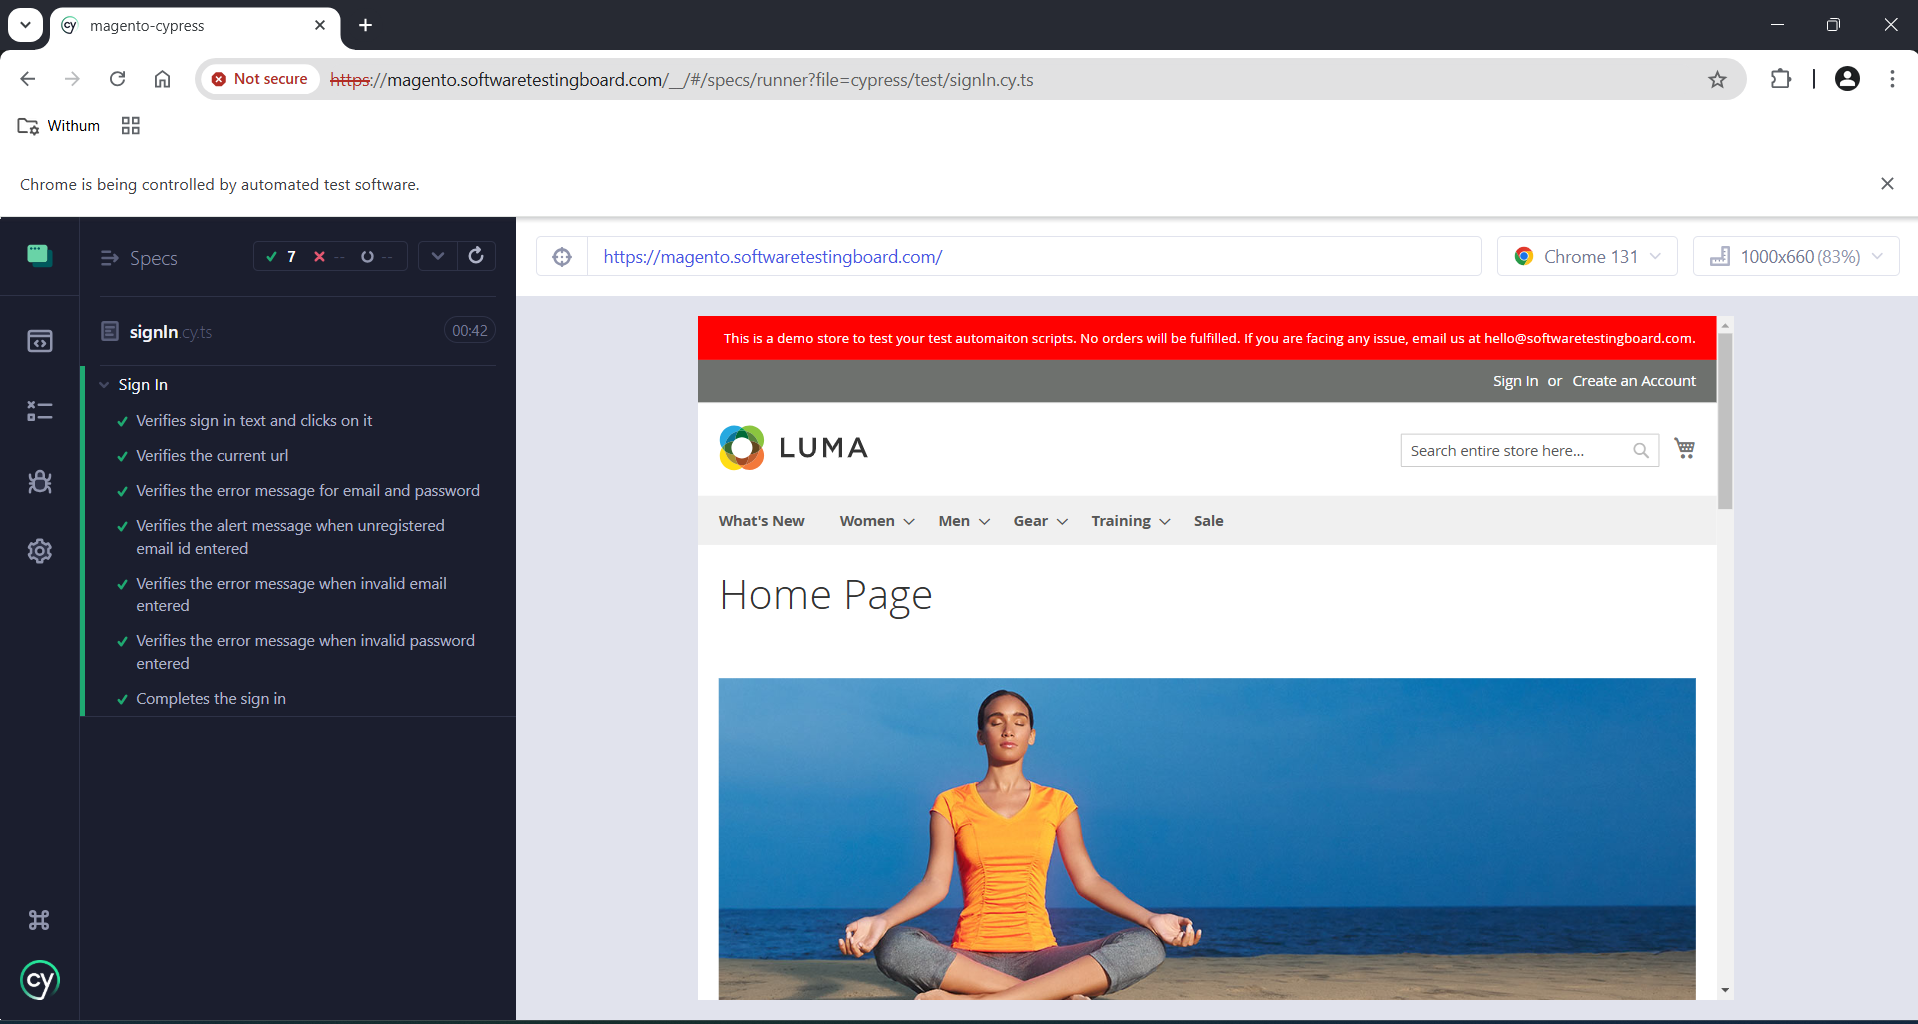 magento-cypress
Not secure
https://magento.softwaretestingboard.com/__/#/specs/runner?file=cypress/test/signIn.cy.ts
Withum
Chrome is being controlled by automated test software.
Specs
7
--
--
signIn.cy.ts
00:42
Sign In
Verifies sign in text and clicks on it
Verifies the current url
Verifies the error message for email and password
Verifies the alert message when unregistered
email id entered
Verifies the error message when invalid email
entered
Verifies the error message when invalid password
entered
Completes the sign in
cy
https://magento.softwaretestingboard.com/
Chrome 131
1000x660 (83%)
This is a demo store to test your test automaiton scripts. No orders will be fulfilled. If you are facing any issue, email us at hello@softwaretestingboard.com.
Sign In or Create an Account
LUMA
Search entire store here...
What's New Women Men Gear Training Sale
Home Page